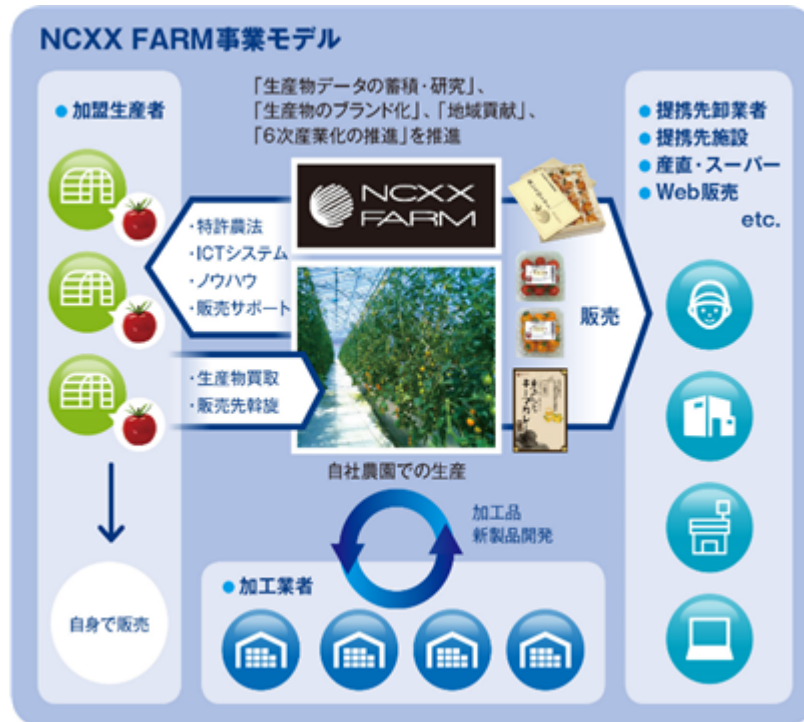 NCXX FARM事業モデル
「生産物データの蓄積・研究」、
「生産物のブランド化」、「地域貢献」、
「6次産業化の推進」を推進
● 加盟生産者
・特許農法
・ICTシステム
・ノウハウ
・販売サポート
・生産物買取
・販売先斡旋
自身で販売
NCXX
FARM
自社農園での生産
販売
● 提携先卸業者
● 提携先施設
● 産直・スーパー
● Web販売
etc.
加工品
新製品開発
● 加工業者